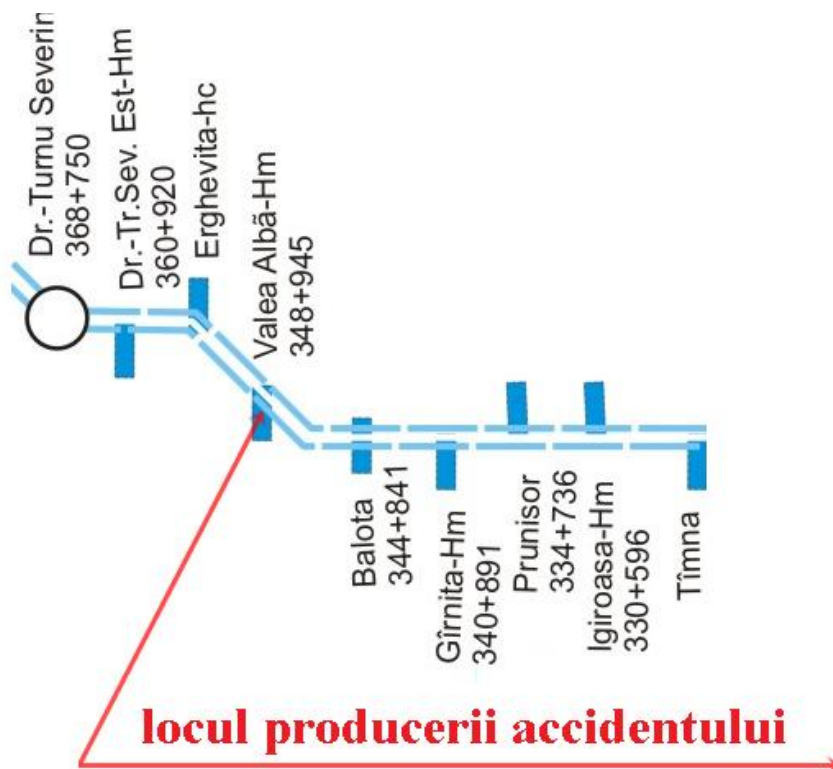 Dr.-Turnu Severin
368+750
Dr.-Tr.Sev. Est-Hm
360+920
Erghevita-hc
Valea Albã-Hm
348+945
Balota
344+841
Gîrnita-Hm
340+891
Prunisor
334+736
Igiroasa-Hm
330+596
Tîmna
locul producerii accidentului